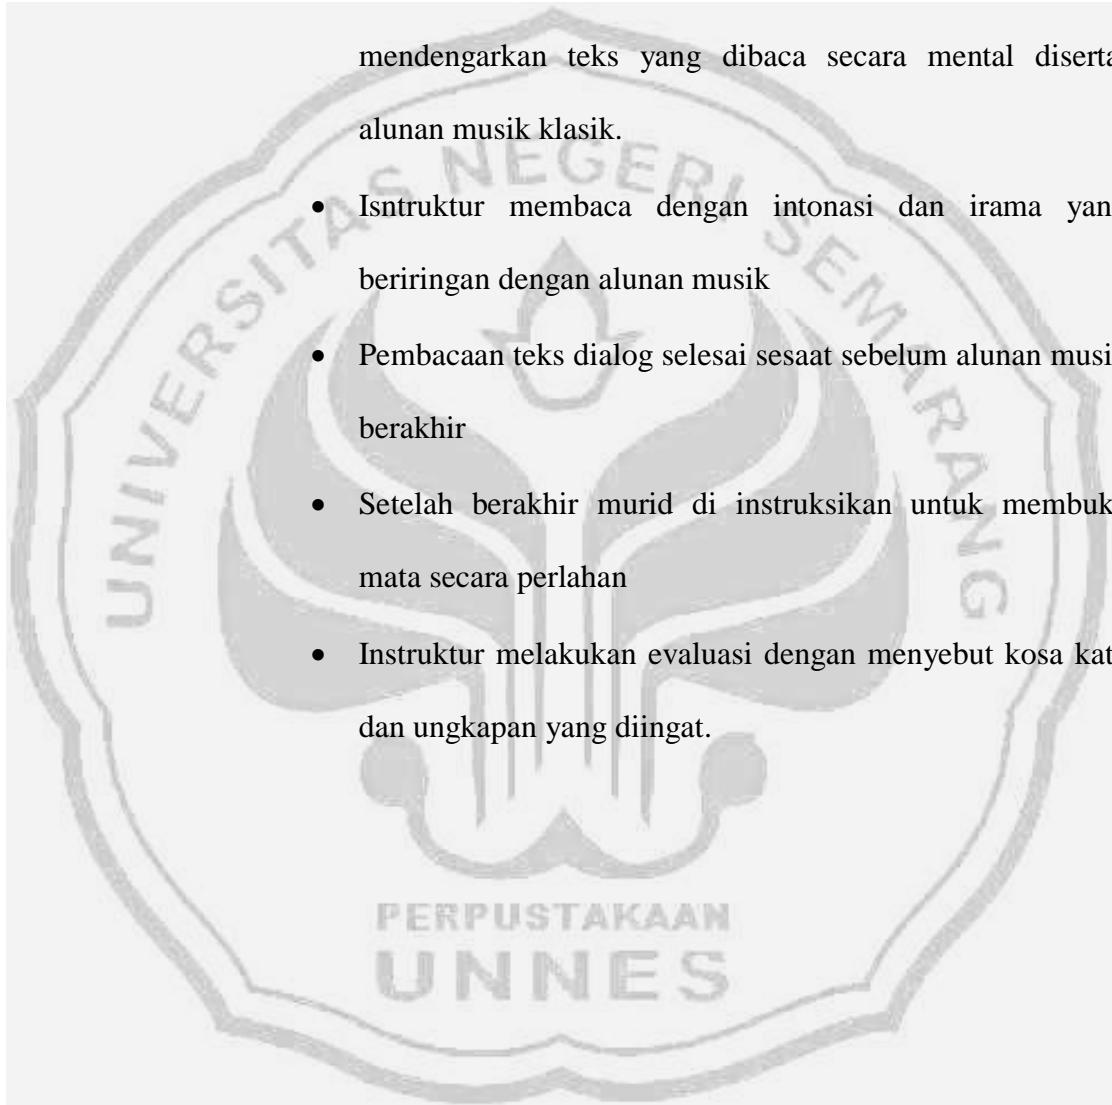 mendengarkan teks yang dibaca secara mental diserta
alunan musik klasik.
• Isntruktur membaca dengan intonasi dan irama yan
beriringan dengan alunan musik
• Pembacaan teks dialog selesai sesaat sebelum alunan musi
berakhir
• Setelah berakhir murid di instruksikan untuk membuk
mata secara perlahan
• Instruktur melakukan evaluasi dengan menyebut kosa kat
dan ungkapan yang diingat.
UNIVERSITAS NEGERI SEMARANG
PERPUSTAKAAN
UNNES